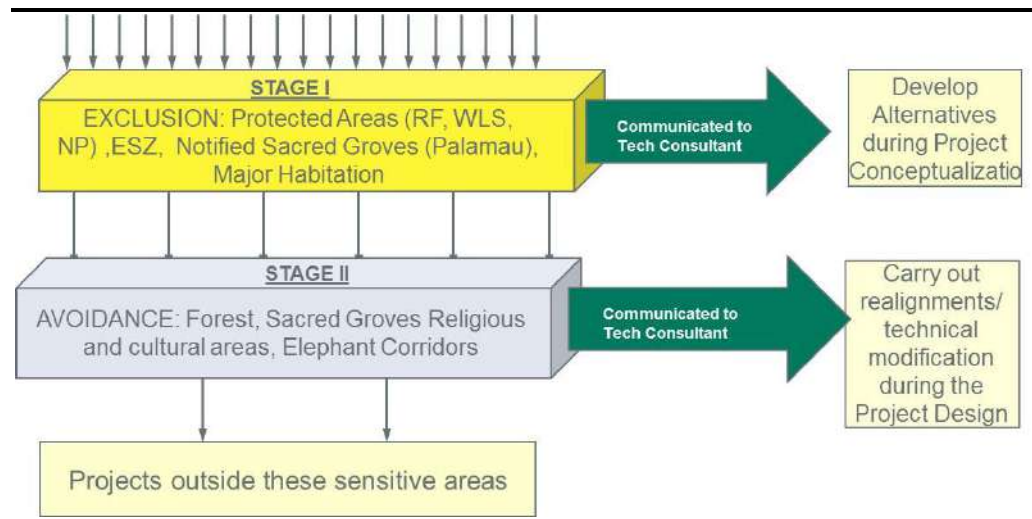 STAGE I
EXCLUSION: Protected Areas (RF, WLS,
NP) ,ESZ, Notified Sacred Groves (Palamau),
Major Habitation
Communicated to
Tech Consultant
Develop
Alternatives
during Project
Conceptualizatio
STAGE II
AVOIDANCE: Forest, Sacred Groves Religious
and cultural areas, Elephant Corridors
Communicated to
Tech Consultant
Carry out
realignments/
technical
modification
during the
Project Design
Projects outside these sensitive areas